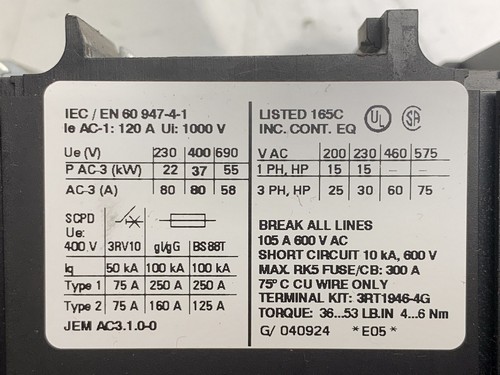 IEC / EN 60 947-4-1
Ie AC-1: 120 A Ui: 1000 V
Ue (V) 230 400 690
P AC-3 (kW) 22 37 55
AC-3 (A) 80 80 58
SCPD
Ue:
400 V 3RV10 gl/gG BS88T
Iq 50 kA 100 kA 100 kA
Type 1 75 A 250 A 250 A
Type 2 75 A 160 A 125 A
JEM AC3.1.0-0
LISTED 165C
INC. CONT. EQ
UL SA
V AC 200 230 460 575
1 PH, HP 15 15 – –
3 PH, HP 25 30 60 75
BREAK ALL LINES
105 A 600 V AC
SHORT CIRCUIT 10 kA, 600 V
MAX. RK5 FUSE/CB: 300 A
75°C CU WIRE ONLY
TERMINAL KIT: 3RT1946-4G
TORQUE: 36...53 LB.IN 4...6 Nm
G/ 040924 *E05*